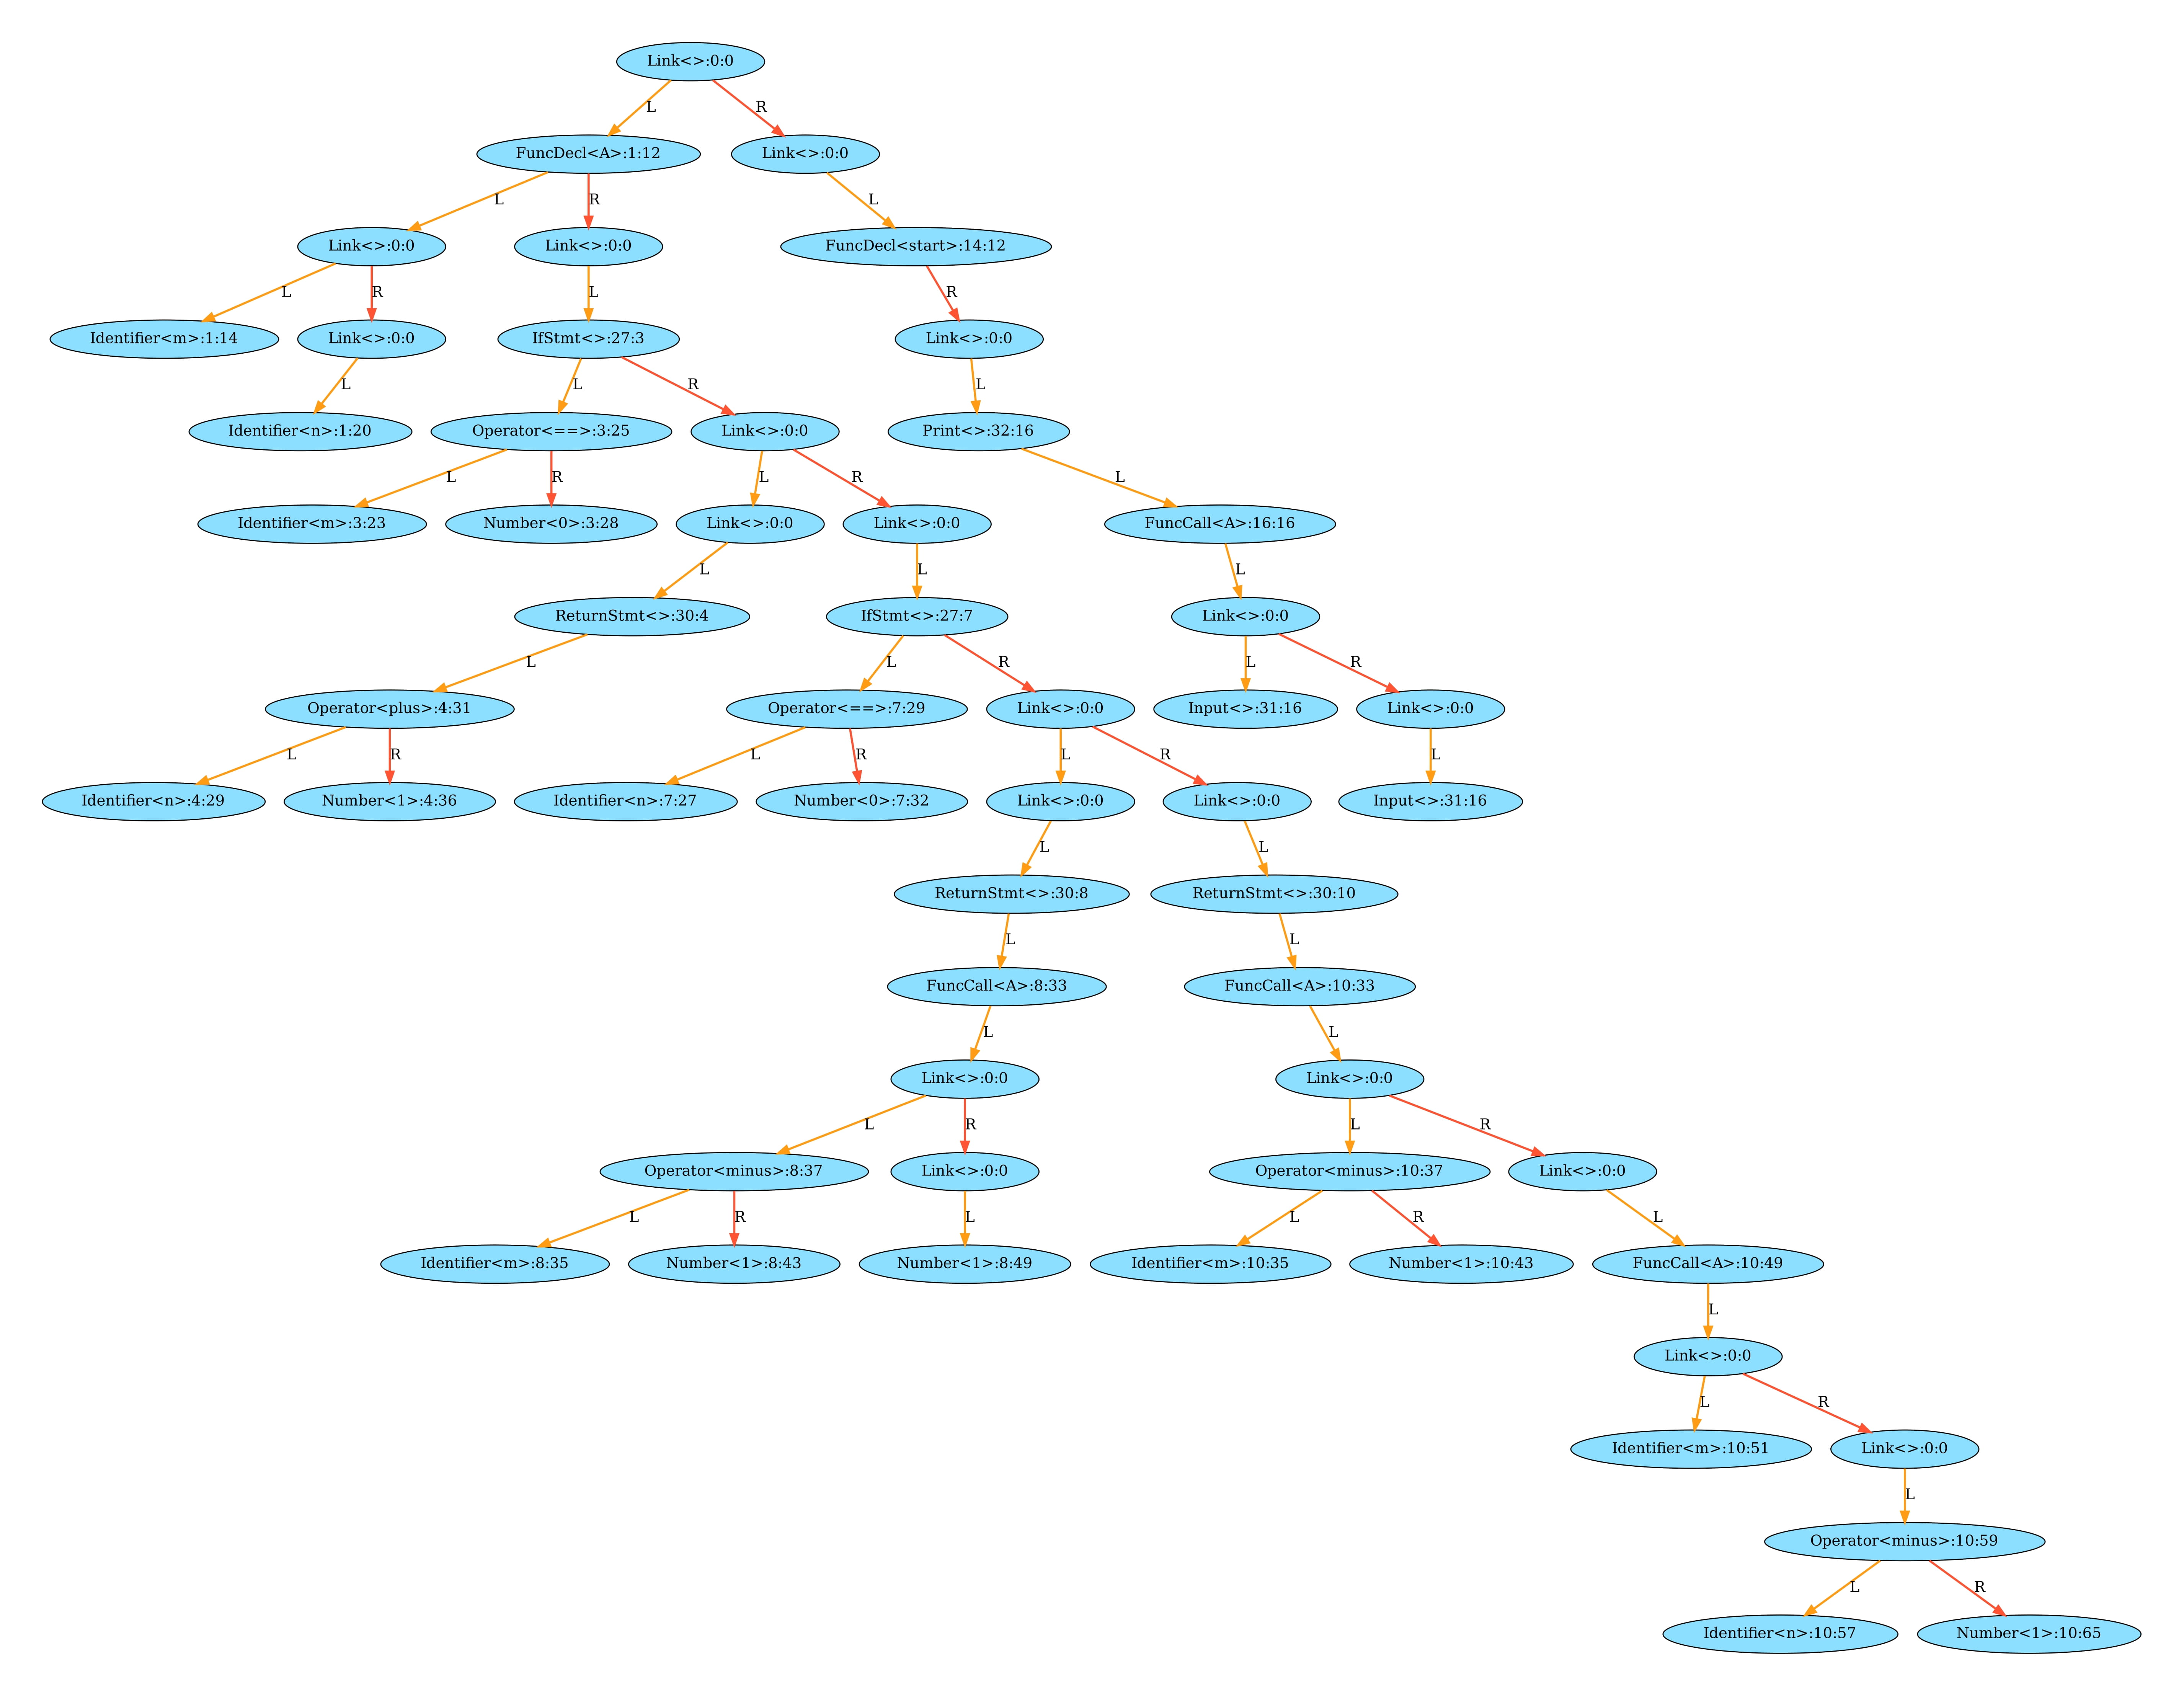 Link<>:0:0
L
R
FuncDecl<A>:1:12
Link<>:0:0
L
R
L
Link<>:0:0
Link<>:0:0
FuncDecl<start>:14:12
L
R
L
R
Identifier<m>:1:14
Link<>:0:0
IfStmt<>:27:3
Link<>:0:0
L
L
R
L
Identifier<n>:1:20
Operator<==>:3:25
Link<>:0:0
Print<>:32:16
L
R
L
R
L
Identifier<m>:3:23
Number<0>:3:28
Link<>:0:0
Link<>:0:0
FuncCall<A>:16:16
L
L
L
ReturnStmt<>:30:4
IfStmt<>:27:7
Link<>:0:0
L
L
R
L
R
Operator<plus>:4:31
Operator<==>:7:29
Link<>:0:0
Input<>:31:16
Link<>:0:0
L
R
L
R
L
R
L
Identifier<n>:4:29
Number<1>:4:36
Identifier<n>:7:27
Number<0>:7:32
Link<>:0:0
Link<>:0:0
Input<>:31:16
L
L
ReturnStmt<>:30:8
ReturnStmt<>:30:10
L
L
FuncCall<A>:8:33
FuncCall<A>:10:33
L
L
Link<>:0:0
Link<>:0:0
L
R
L
R
Operator<minus>:8:37
Link<>:0:0
Operator<minus>:10:37
Link<>:0:0
L
R
L
L
R
L
Identifier<m>:8:35
Number<1>:8:43
Number<1>:8:49
Identifier<m>:10:35
Number<1>:10:43
FuncCall<A>:10:49
L
Link<>:0:0
L
R
Identifier<m>:10:51
Link<>:0:0
L
Operator<minus>:10:59
L
R
Identifier<n>:10:57
Number<1>:10:65